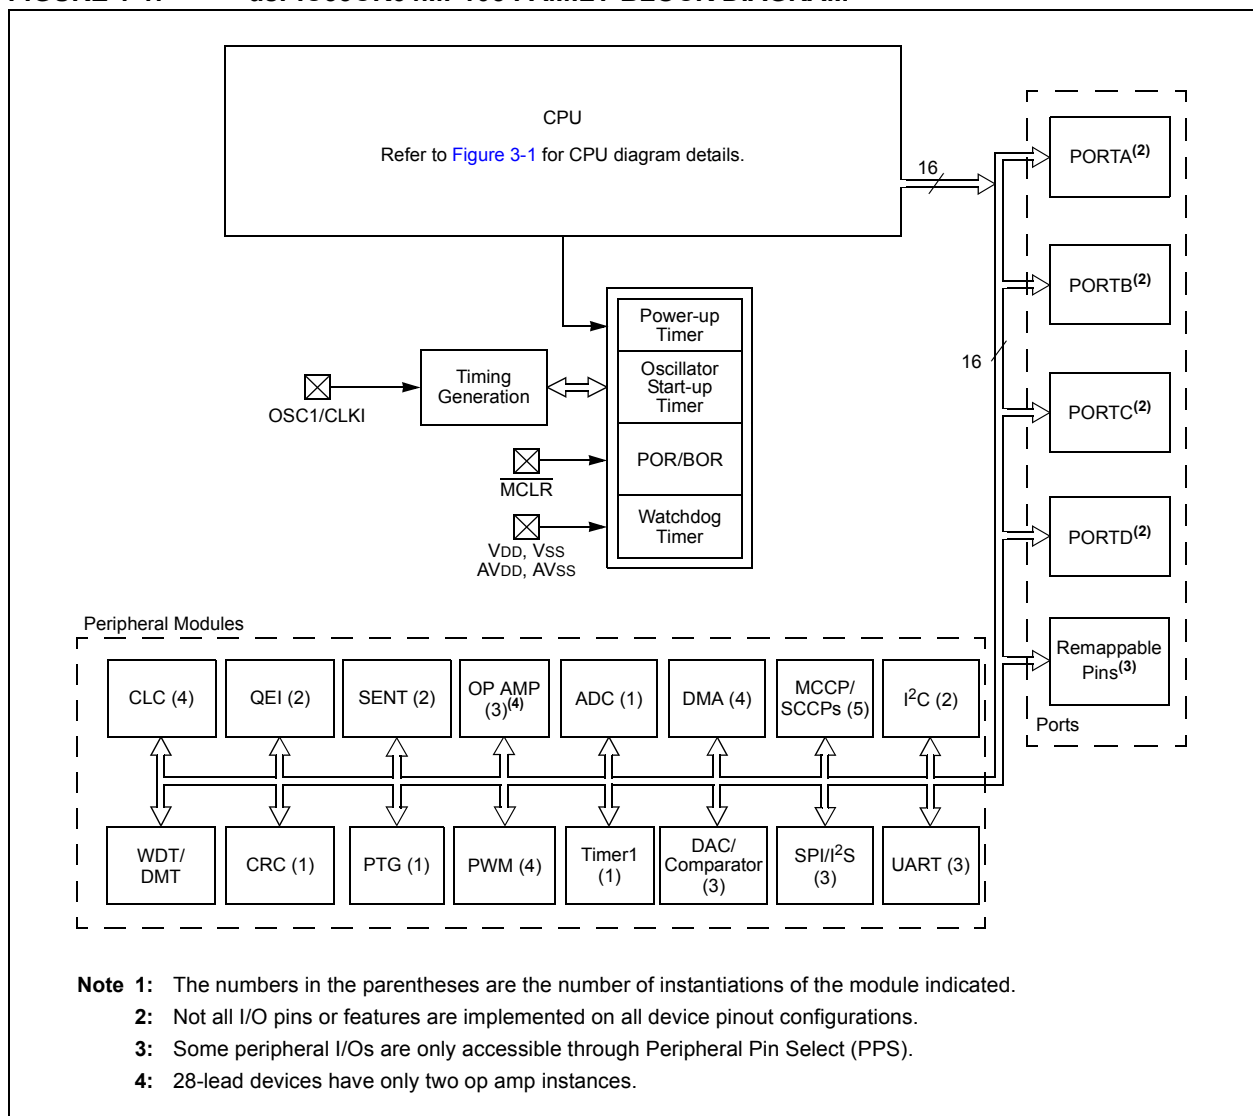 CPU
Refer to Figure 3-1 for CPU diagram details.
16
PORTA(2)
PORTB(2)
16
PORTC(2)
PORTD(2)
Remappable
Pins(3)
Ports
Power-up
Timer
Oscillator
Start-up
Timer
POR/BOR
Watchdog
Timer
Timing
Generation
OSC1/CLKI
MCLR
VDD, VSS
AVDD, AVSS
Peripheral Modules
CLC (4)
QEI (2)
SENT (2)
OP AMP
(3)(4)
ADC (1)
DMA (4)
MCCP/
SCCPs (5)
I2C (2)
WDT/
DMT
CRC (1)
PTG (1)
PWM (4)
Timer1
(1)
DAC/
Comparator
(3)
SPI/I2S
(3)
UART (3)
Note 1: The numbers in the parentheses are the number of instantiations of the module indicated.
2: Not all I/O pins or features are implemented on all device pinout configurations.
3: Some peripheral I/Os are only accessible through Peripheral Pin Select (PPS).
4: 28-lead devices have only two op amp instances.